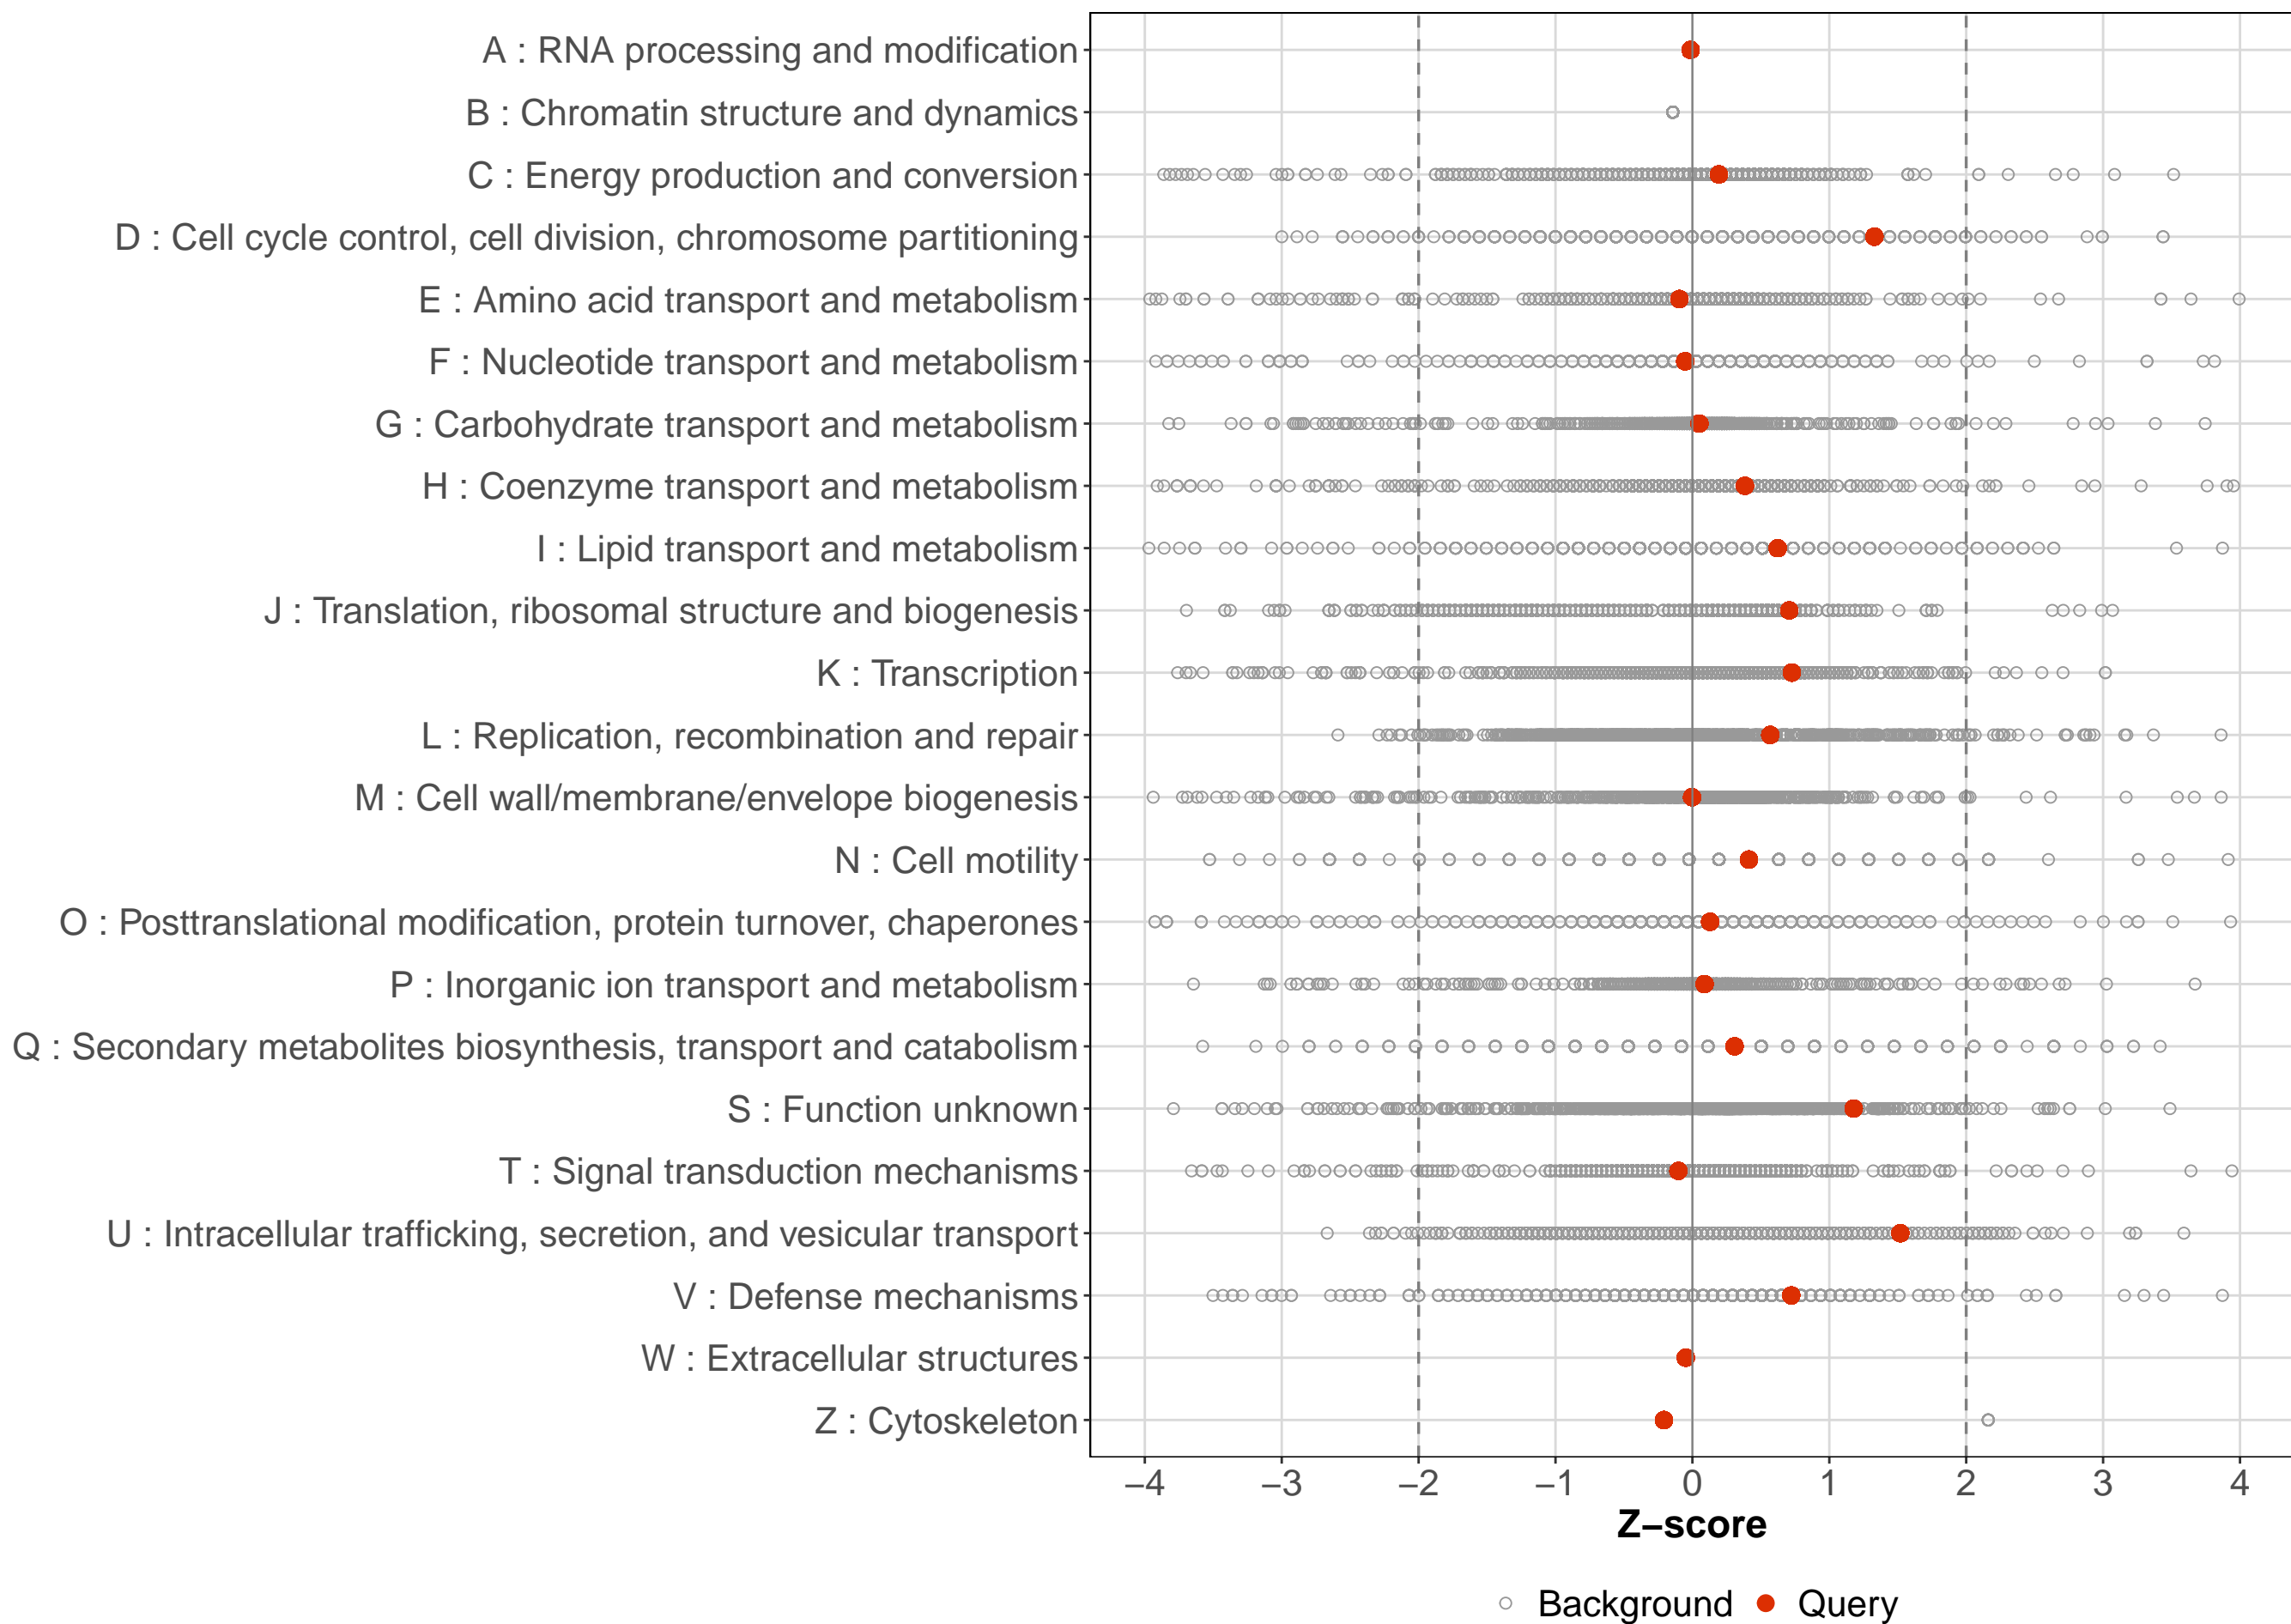 A : RNA processing and modification
B : Chromatin structure and dynamics
C : Energy production and conversion
D : Cell cycle control, cell division, chromosome partitioning
E : Amino acid transport and metabolism
F : Nucleotide transport and metabolism
G : Carbohydrate transport and metabolism
H : Coenzyme transport and metabolism
I : Lipid transport and metabolism
J : Translation, ribosomal structure and biogenesis
K : Transcription
L : Replication, recombination and repair
M : Cell wall/membrane/envelope biogenesis
N : Cell motility
O : Posttranslational modification, protein turnover, chaperones
P : Inorganic ion transport and metabolism
Q : Secondary metabolites biosynthesis, transport and catabolism
S : Function unknown
T : Signal transduction mechanisms
U : Intracellular trafficking, secretion, and vesicular transport
V : Defense mechanisms
W : Extracellular structures
Z : Cytoskeleton
−4 −3 −2 −1 0 1 2 3 4
Z−score
Background Query